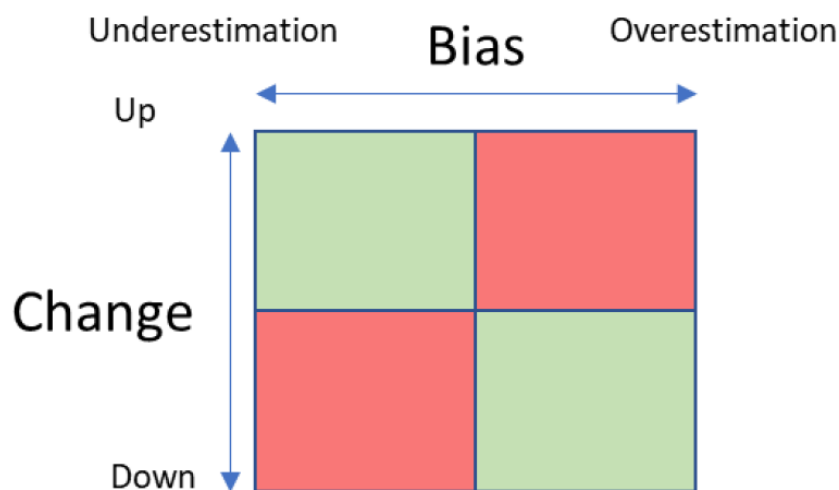 Underestimation
Bias
Overestimation
Up
Change
Down